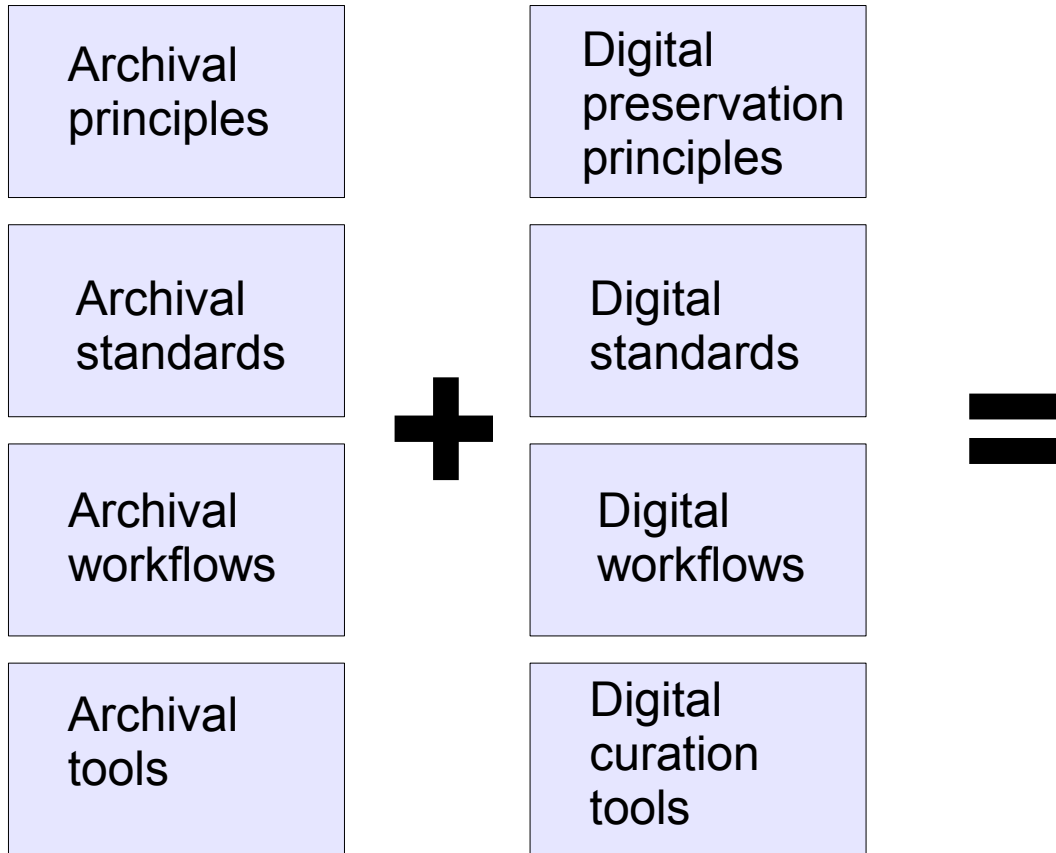 Archival
principles
Digital
preservation
principles
Archival
standards
Digital
standards
+
=
Archival
workflows
Digital
workflows
Archival
tools
Digital
curation
tools